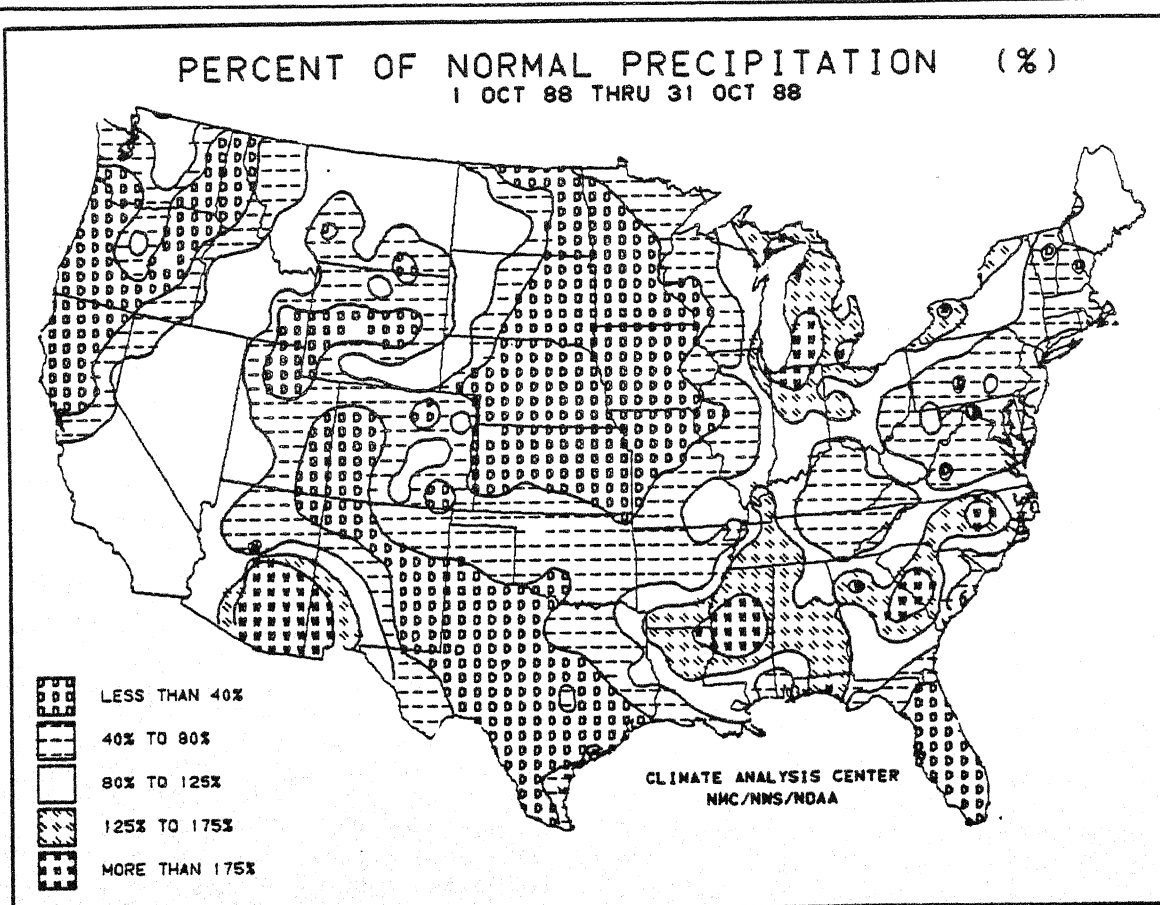 PERCENT OF NORMAL PRECIPITATION (%)
1 OCT 88 THRU 31 OCT 88
LESS THAN 40%
40% TO 80%
80% TO 125%
125% TO 175%
MORE THAN 175%
CLIMATE ANALYSIS CENTER
NMC/NWS/NOAA